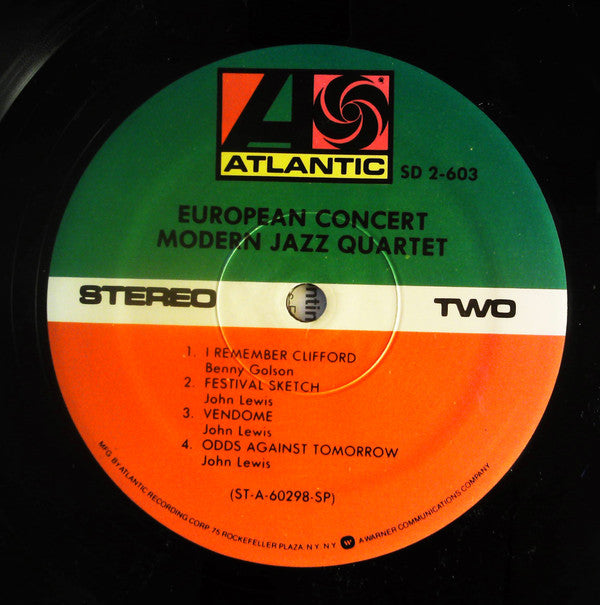 ATLANTIC
SD 2-603
EUROPEAN CONCERT
MODERN JAZZ QUARTET
STEREO
TWO
1. I REMEMBER CLIFFORD
Benny Golson
2. FESTIVAL SKETCH
John Lewis
3. VENDOME
John Lewis
4. ODDS AGAINST TOMORROW
John Lewis
(ST-A-60298-SP)
MFG. BY ATLANTIC RECORDING CORP. 75 ROCKEFELLER PLAZA N.Y. N.Y. W A WARNER COMMUNICATIONS COMPANY